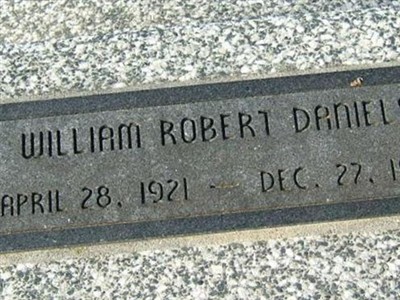 WILLIAM ROBERT DANIEL
APRIL 28, 1921 — DEC. 27, 1